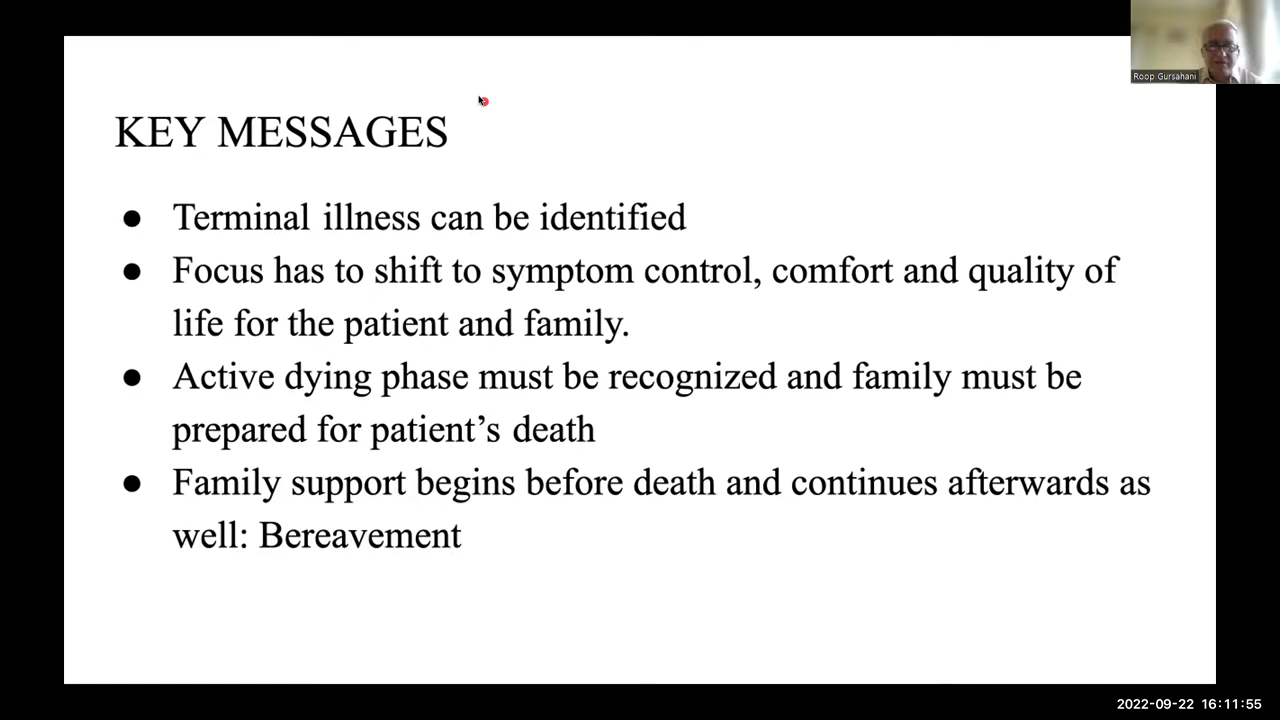 Roop Gursahani
KEY MESSAGES
● Terminal illness can be identified
● Focus has to shift to symptom control, comfort and quality of
life for the patient and family.
● Active dying phase must be recognized and family must be
prepared for patient’s death
● Family support begins before death and continues afterwards as
well: Bereavement
2022-09-22 16:11:55